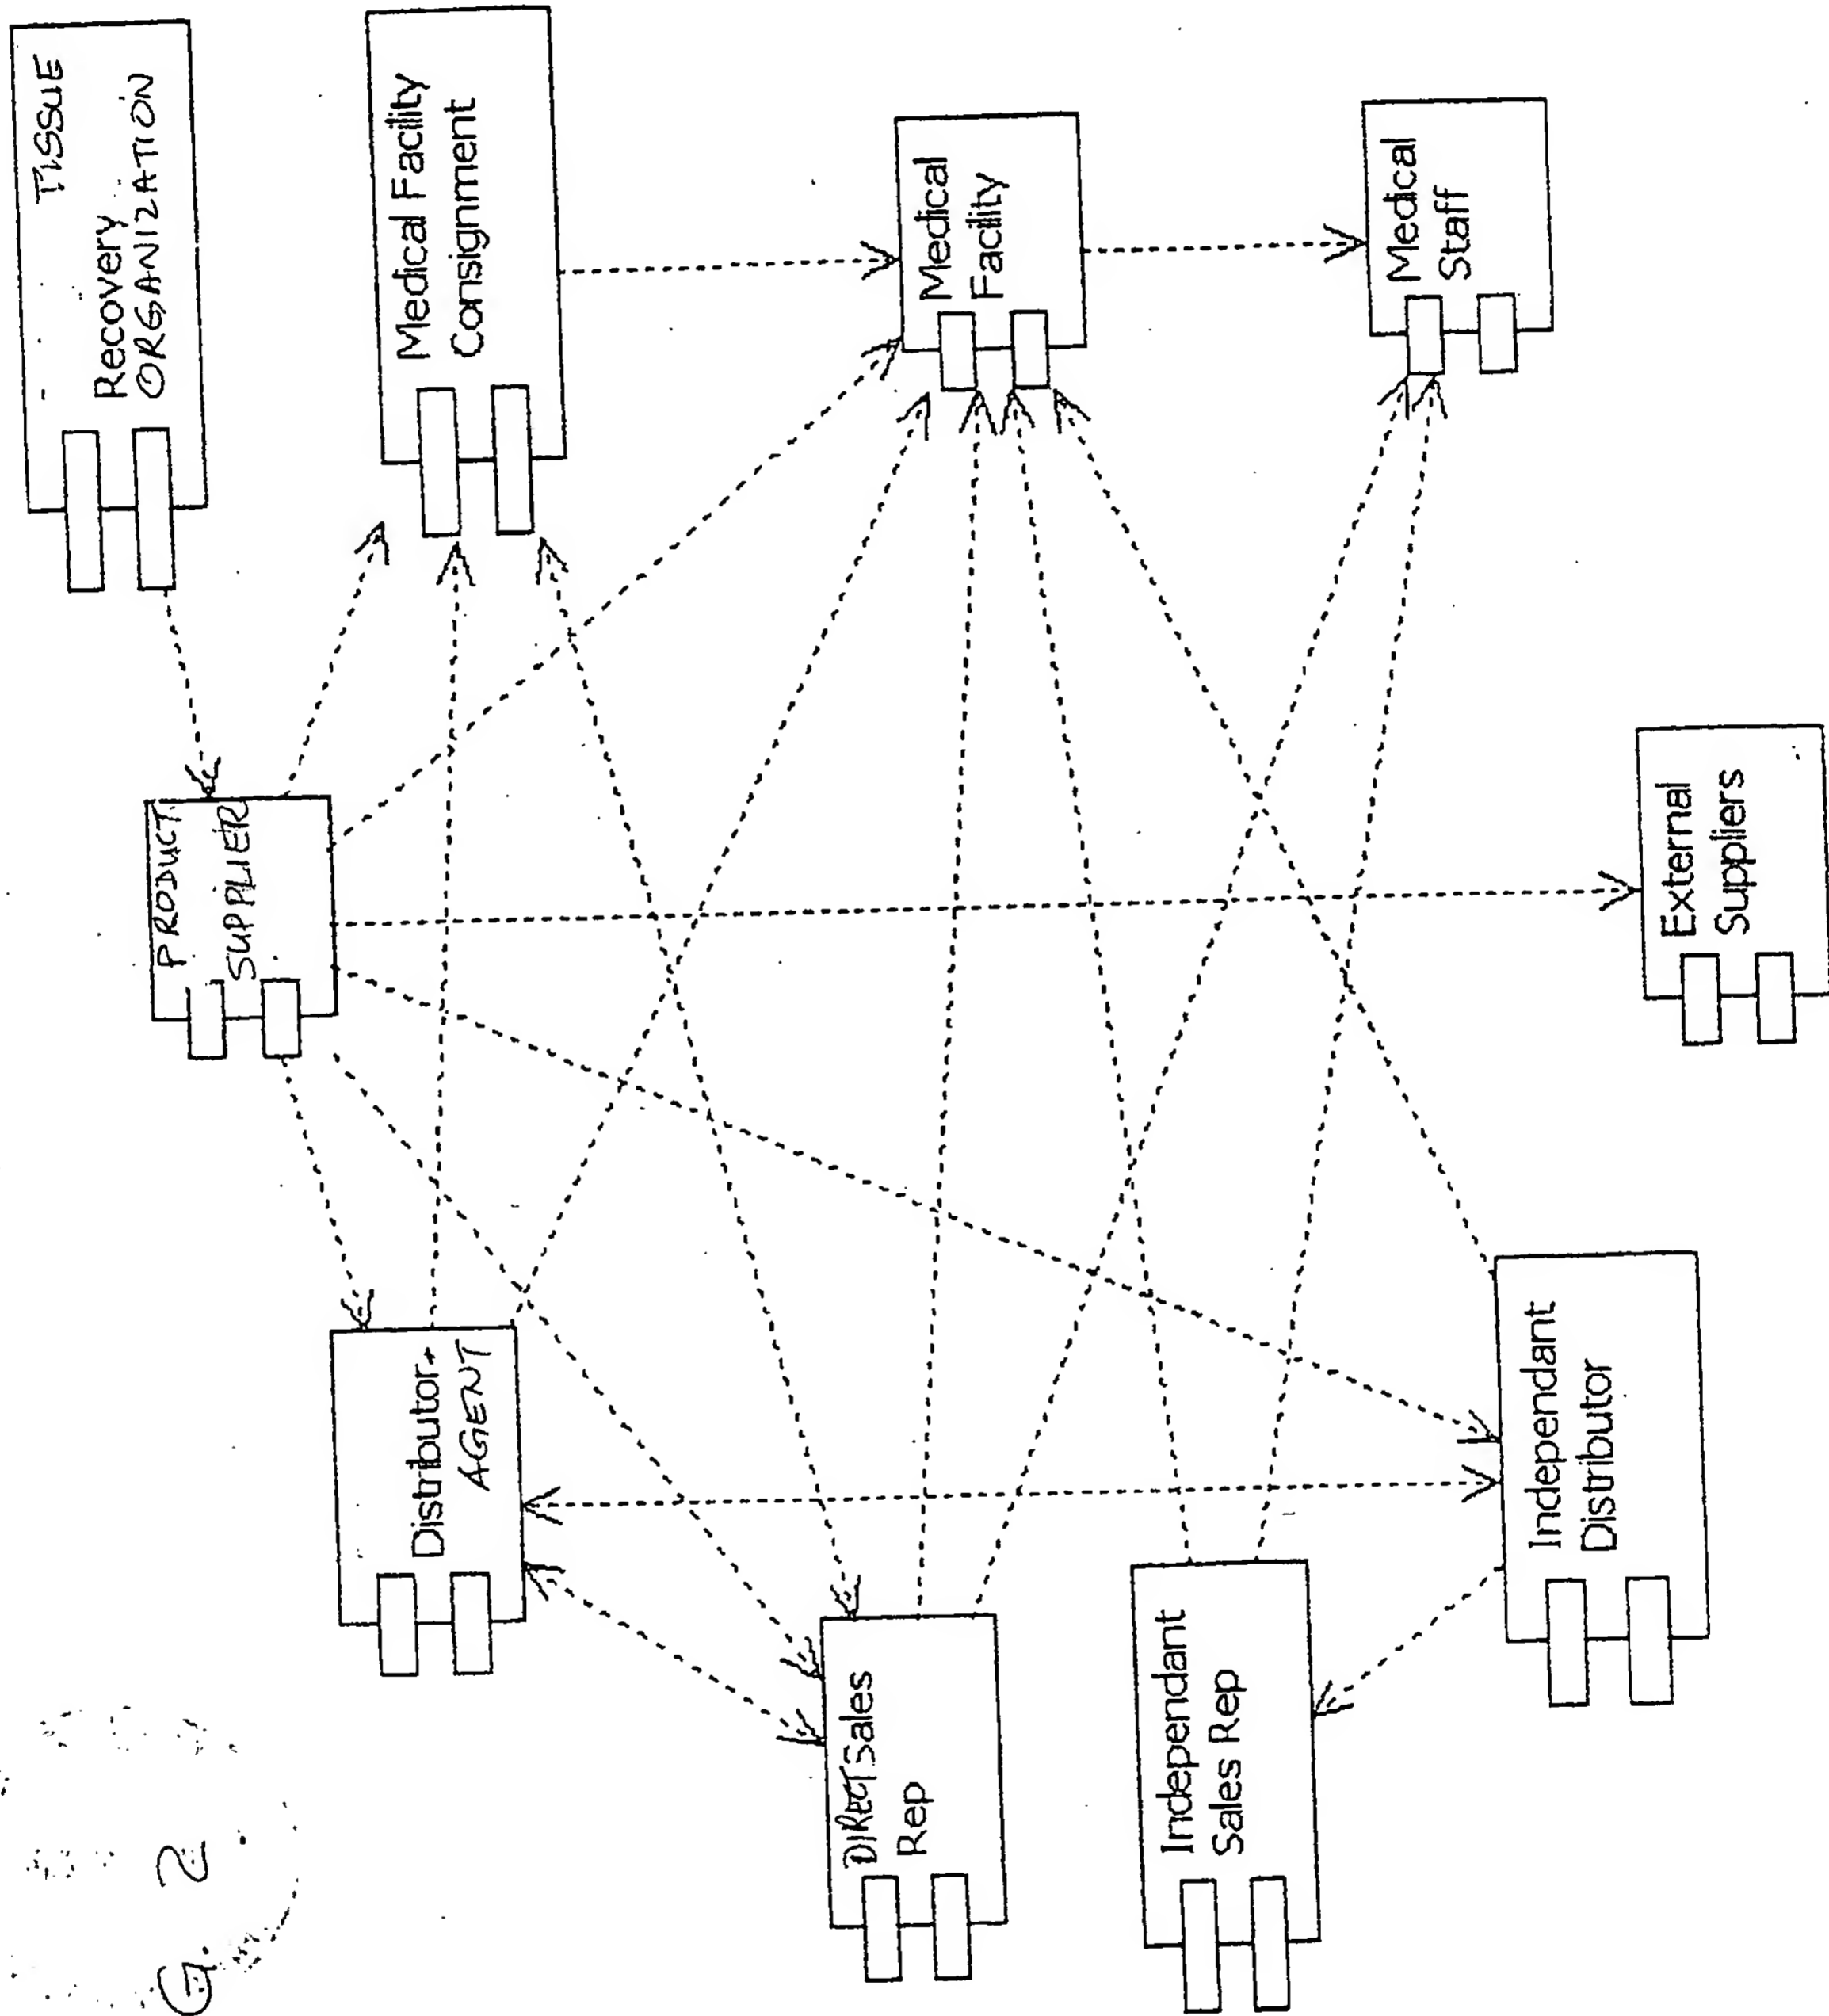 G. 2
TISSUE
Recovery
ORGANIZATION
PRODUCT
SUPPLIER
Medical Facility
Consignment
Distributor+
AGENT
DIRECT Sales
Rep
Medical
Facility
Independant
Sales Rep
Medical
Staff
Independant
Distributor
External
Suppliers